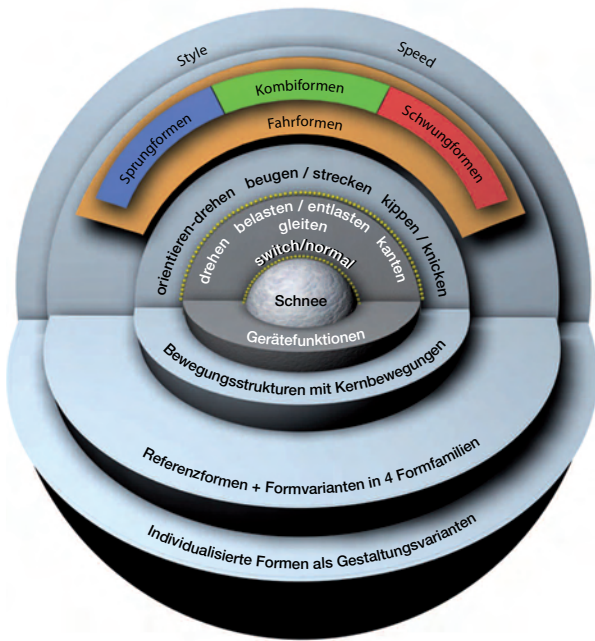 Style
Speed
Kombiformen
Sprungformen
Schwungformen
Fahrformen
orientieren-drehen
beugen / strecken
kippen / knicken
drehen
belasten / entlasten
kanten
gleiten
switch/normal
Schnee
Gerätefunktionen
Bewegungsstrukturen mit Kernbewegungen
Referenzformen + Formvarianten in 4 Formfamilien
Individualisierte Formen als Gestaltungsvarianten